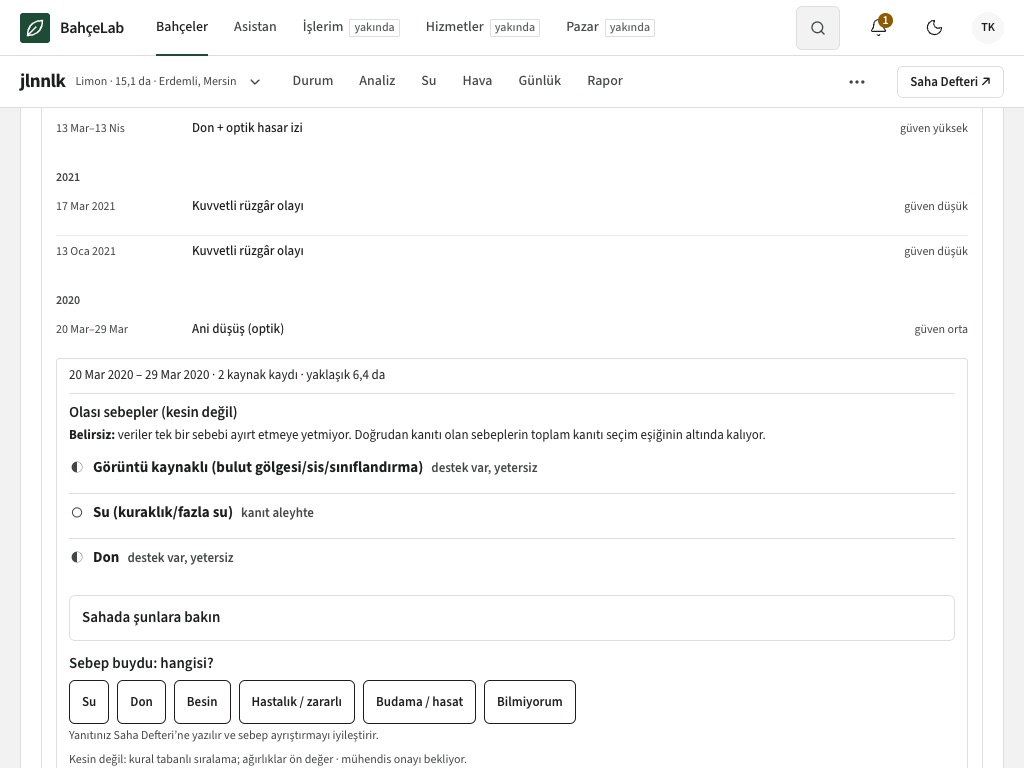 BahçeLab
Bahçeler
Asistan
İşlerim yakında
Hizmetler yakında
Pazar yakında
1
TK
jlnnlk
Limon · 15,1 da · Erdemli, Mersin
Durum
Analiz
Su
Hava
Günlük
Rapor
Saha Defteri ↗
13 Mar–13 Nis Don + optik hasar izi güven yüksek
2021
17 Mar 2021 Kuvvetli rüzgâr olayı güven düşük
13 Oca 2021 Kuvvetli rüzgâr olayı güven düşük
2020
20 Mar–29 Mar Ani düşüş (optik) güven orta
20 Mar 2020 – 29 Mar 2020 · 2 kaynak kaydı · yaklaşık 6,4 da
Olası sebepler (kesin değil)
Belirsiz: veriler tek bir sebebi ayırt etmeye yetmiyor. Doğrudan kanıtı olan sebeplerin toplam kanıtı seçim eşiğinin altında kalıyor.
Görüntü kaynaklı (bulut gölgesi/sis/sınıflandırma) destek var, yetersiz
Su (kuraklık/fazla su) kanıt aleyhte
Don destek var, yetersiz
Sahada şunlara bakın
Sebep buydu: hangisi?
Su
Don
Besin
Hastalık / zararlı
Budama / hasat
Bilmiyorum
Yanıtınız Saha Defteri'ne yazılır ve sebep ayrıştırmayı iyileştirir.
Kesin değil: kural tabanlı sıralama; ağırlıklar ön değer · mühendis onayı bekliyor.